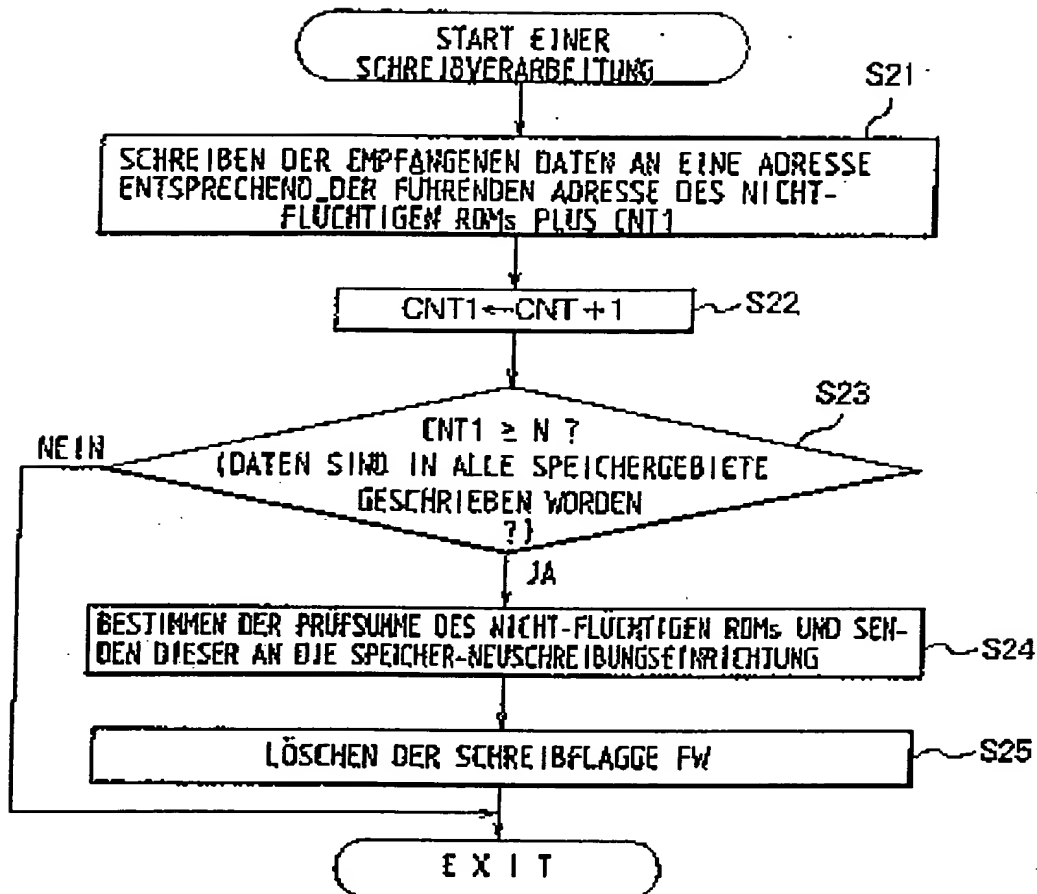 START EINER
SCHREIBVERARBEITUNG
S21
SCHREIBEN DER EMPFANGENEN DATEN AN EINE ADRESSE
ENTSPRECHEND DER FÜHRENDEN ADRESSE DES NICHT-
FLÜCHTIGEN ROMs PLUS CNT1
CNT1←CNT+1
S22
S23
CNT1 ≥ N ?
(DATEN SIND IN ALLE SPEICHERGEBIETE
GESCHRIEBEN WORDEN
?)
NEIN
JA
BESTIMMEN DER PRÜFSUMME DES NICHT-FLÜCHTIGEN ROMs UND SEN-
DEN DIESER AN DIE SPEICHER-NEUSCHREIBUNGSEINRICHTUNG
S24
LÖSCHEN DER SCHREIBFLAGGE FW
S25
EXIT